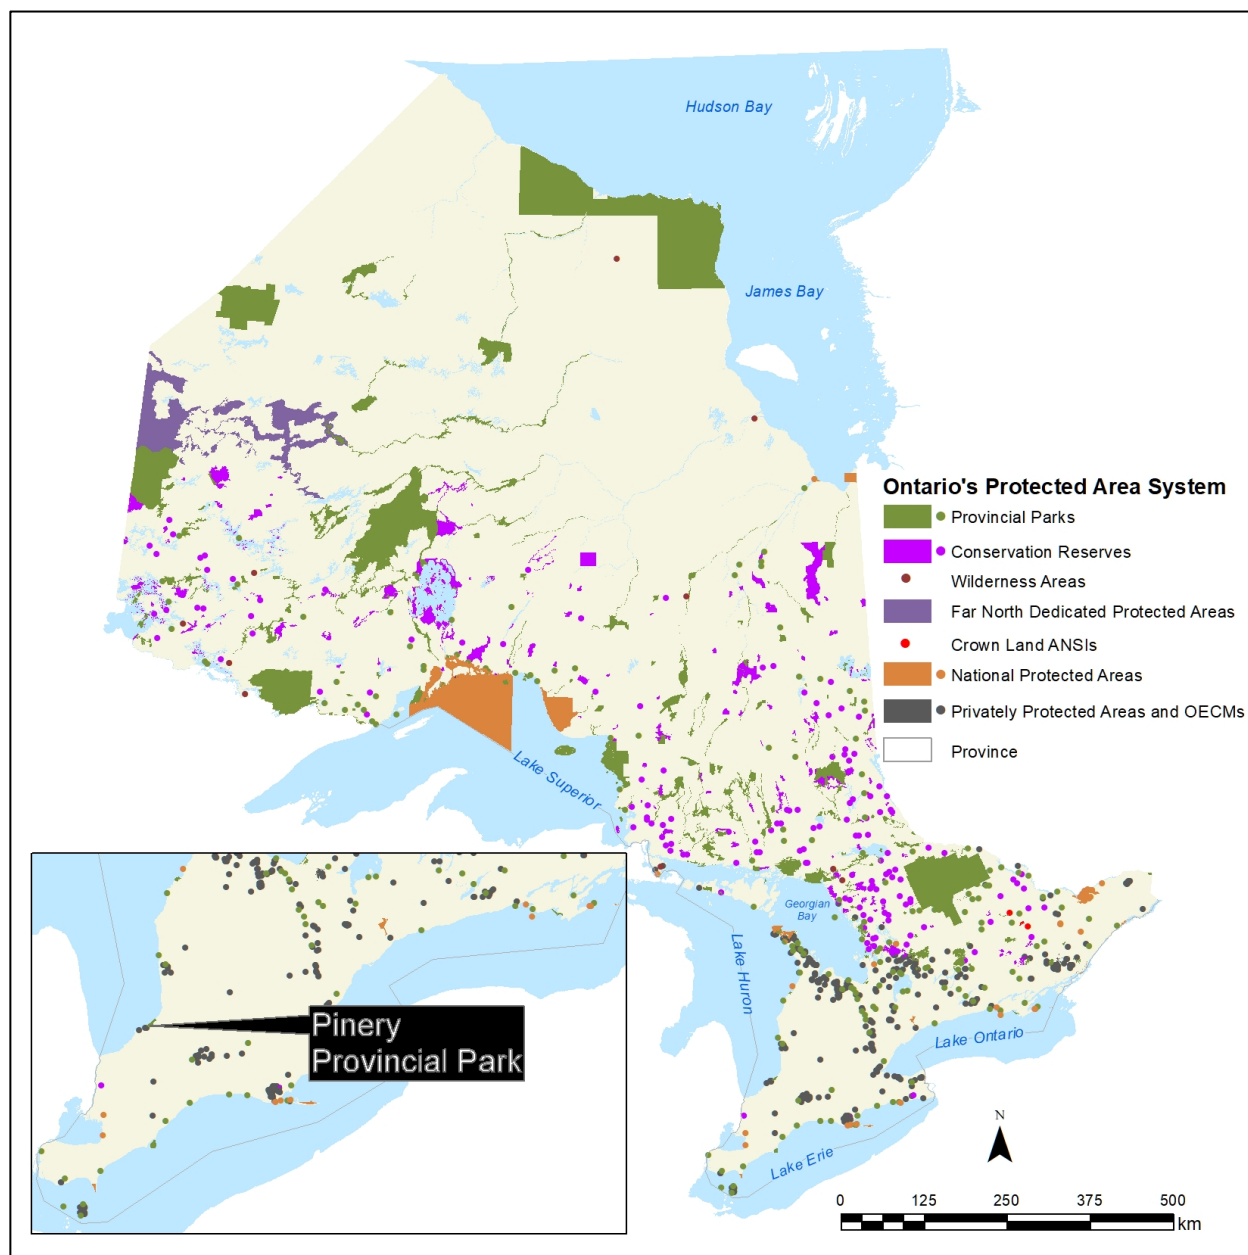 Hudson Bay
James Bay
Ontario's Protected Area System
Provincial Parks
Conservation Reserves
Wilderness Areas
Far North Dedicated Protected Areas
Crown Land ANSIs
National Protected Areas
Privately Protected Areas and OECMs
Province
Lake Superior
Georgian
Bay
Lake Huron
Lake Ontario
Lake Erie
Pinery
Provincial Park
N
0 125 250 375 500
km